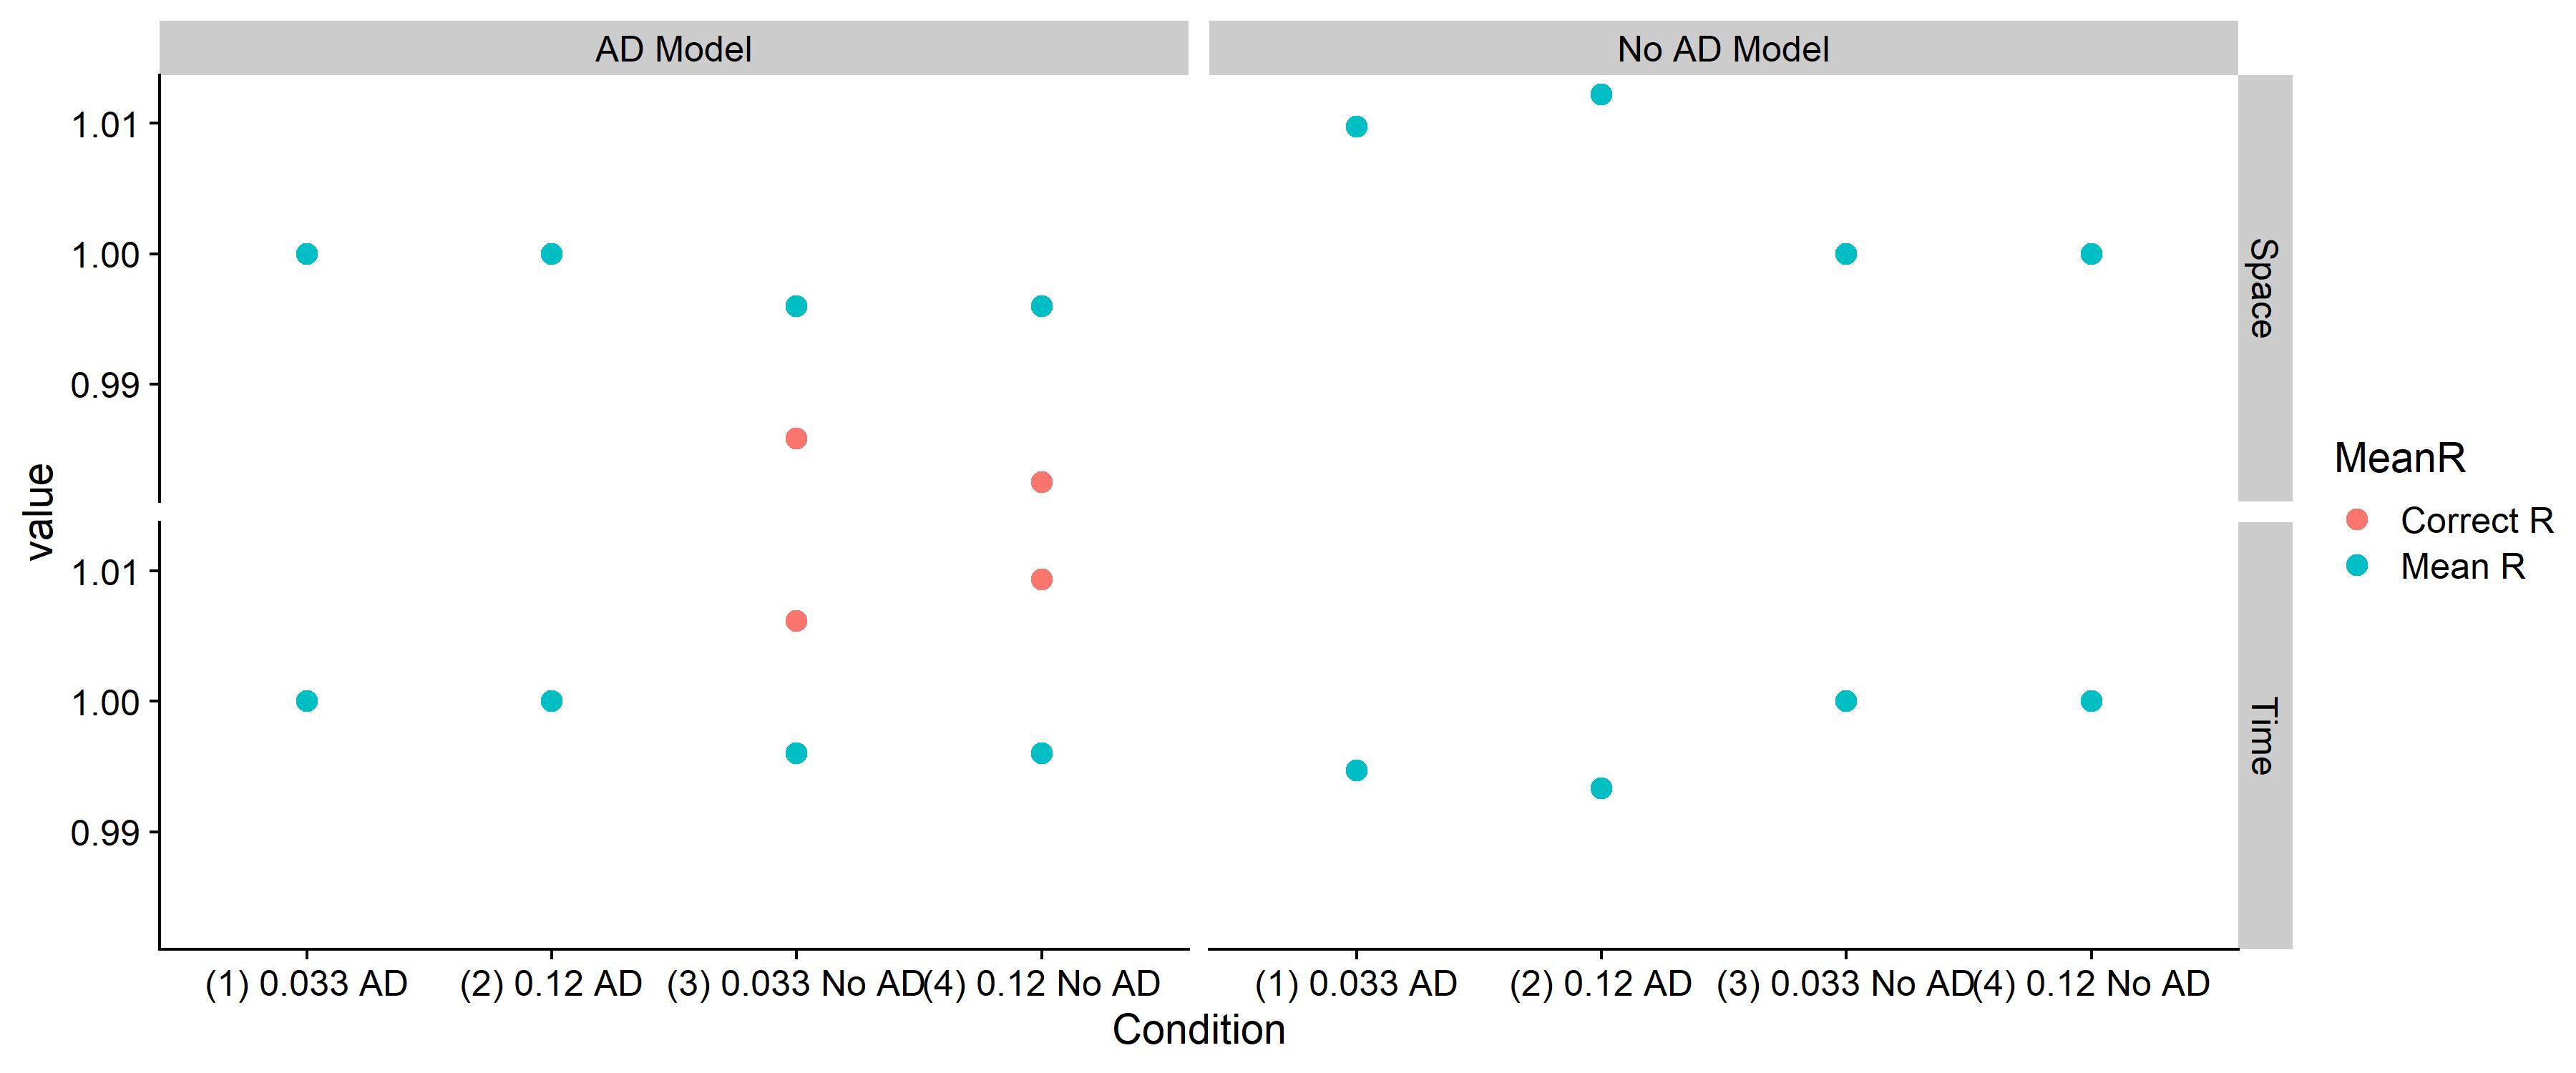 AD Model
No AD Model
1.01
1.00
0.99
Space
value
1.01
1.00
0.99
Time
MeanR
Correct R
Mean R
(1) 0.033 AD
(2) 0.12 AD
(3) 0.033 No AD
(4) 0.12 No AD
(1) 0.033 AD
(2) 0.12 AD
(3) 0.033 No AD
(4) 0.12 No AD
Condition